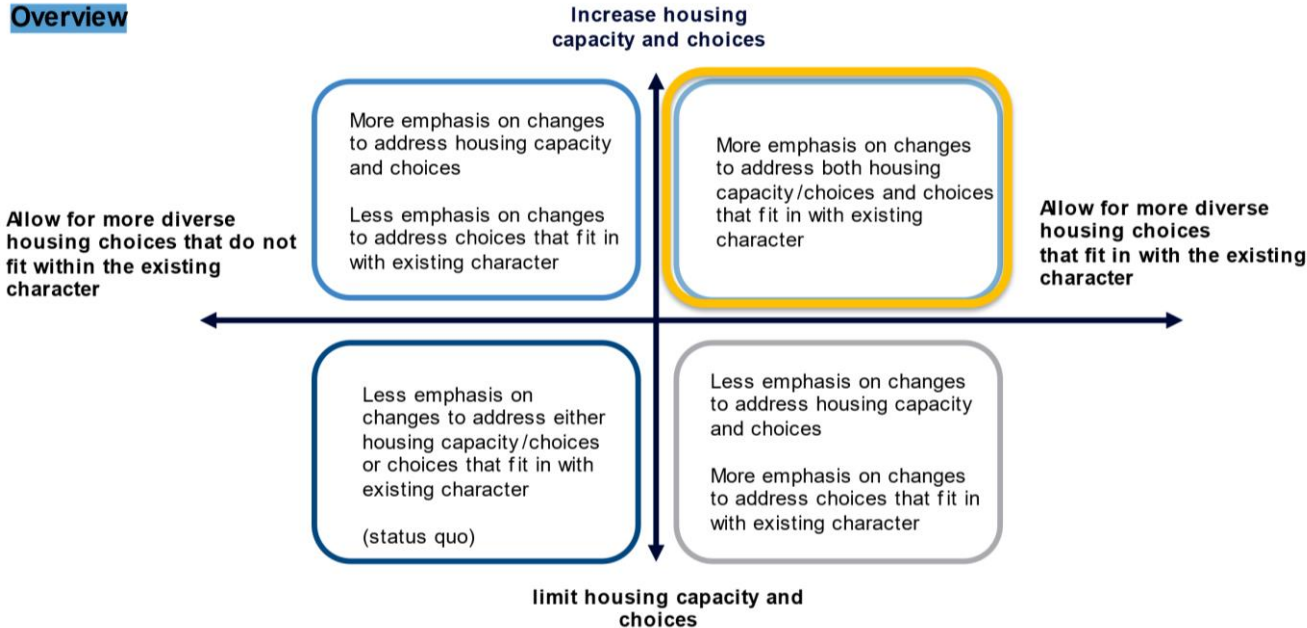 Overview
Increase housing
capacity and choices
More emphasis on changes
to address housing capacity
and choices
Less emphasis on changes
to address choices that fit in
with existing character
More emphasis on changes
to address both housing
capacity/choices and choices
that fit in with existing
character
Allow for more diverse
housing choices that do not
fit within the existing
character
Allow for more diverse
housing choices
that fit in with the existing
character
Less emphasis on
changes to address either
housing capacity/choices
or choices that fit in with
existing character
(status quo)
Less emphasis on changes
to address housing capacity
and choices
More emphasis on changes
to address choices that fit in
with existing character
limit housing capacity and
choices